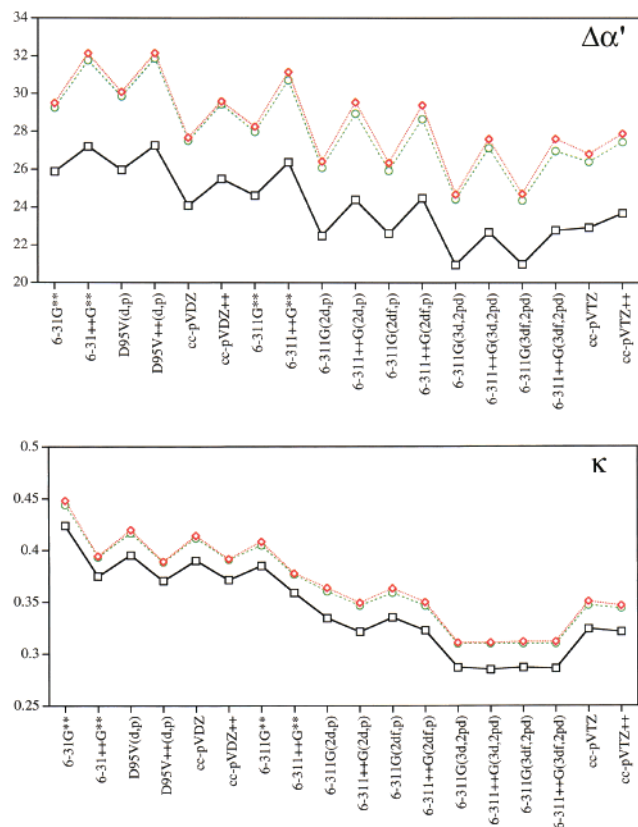 34
Δα'
32
30
28
26
24
22
20
6-31G**
6-31++G**
D95V(d,p)
D95V++(d,p)
cc-pVDZ
cc-pVDZ++
6-311G**
6-311++G**
6-311G(2d,p)
6-311++G(2d,p)
6-311G(2df,p)
6-311++G(2df,p)
6-311G(3d,2pd)
6-311++G(3d,2pd)
6-311G(3df,2pd)
6-311++G(3df,2pd)
cc-pVTZ
cc-pVTZ++
0.5
κ
0.45
0.4
0.35
0.3
0.25
6-31G**
6-31++G**
D95V(d,p)
D95V++(d,p)
cc-pVDZ
cc-pVDZ++
6-311G**
6-311++G**
6-311G(2d,p)
6-311++G(2d,p)
6-311G(2df,p)
6-311++G(2df,p)
6-311G(3d,2pd)
6-311++G(3d,2pd)
6-311G(3df,2pd)
6-311++G(3df,2pd)
cc-pVTZ
cc-pVTZ++